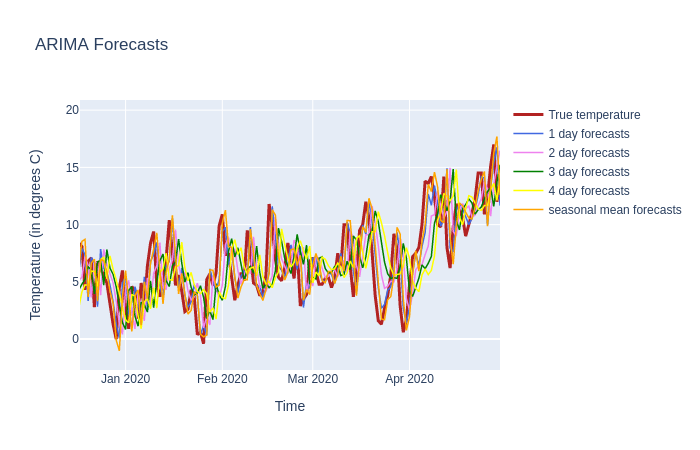 ARIMA Forecasts
20
15
10
5
0
Temperature (in degrees C)
Jan 2020
Feb 2020
Mar 2020
Apr 2020
Time
True temperature
1 day forecasts
2 day forecasts
3 day forecasts
4 day forecasts
seasonal mean forecasts